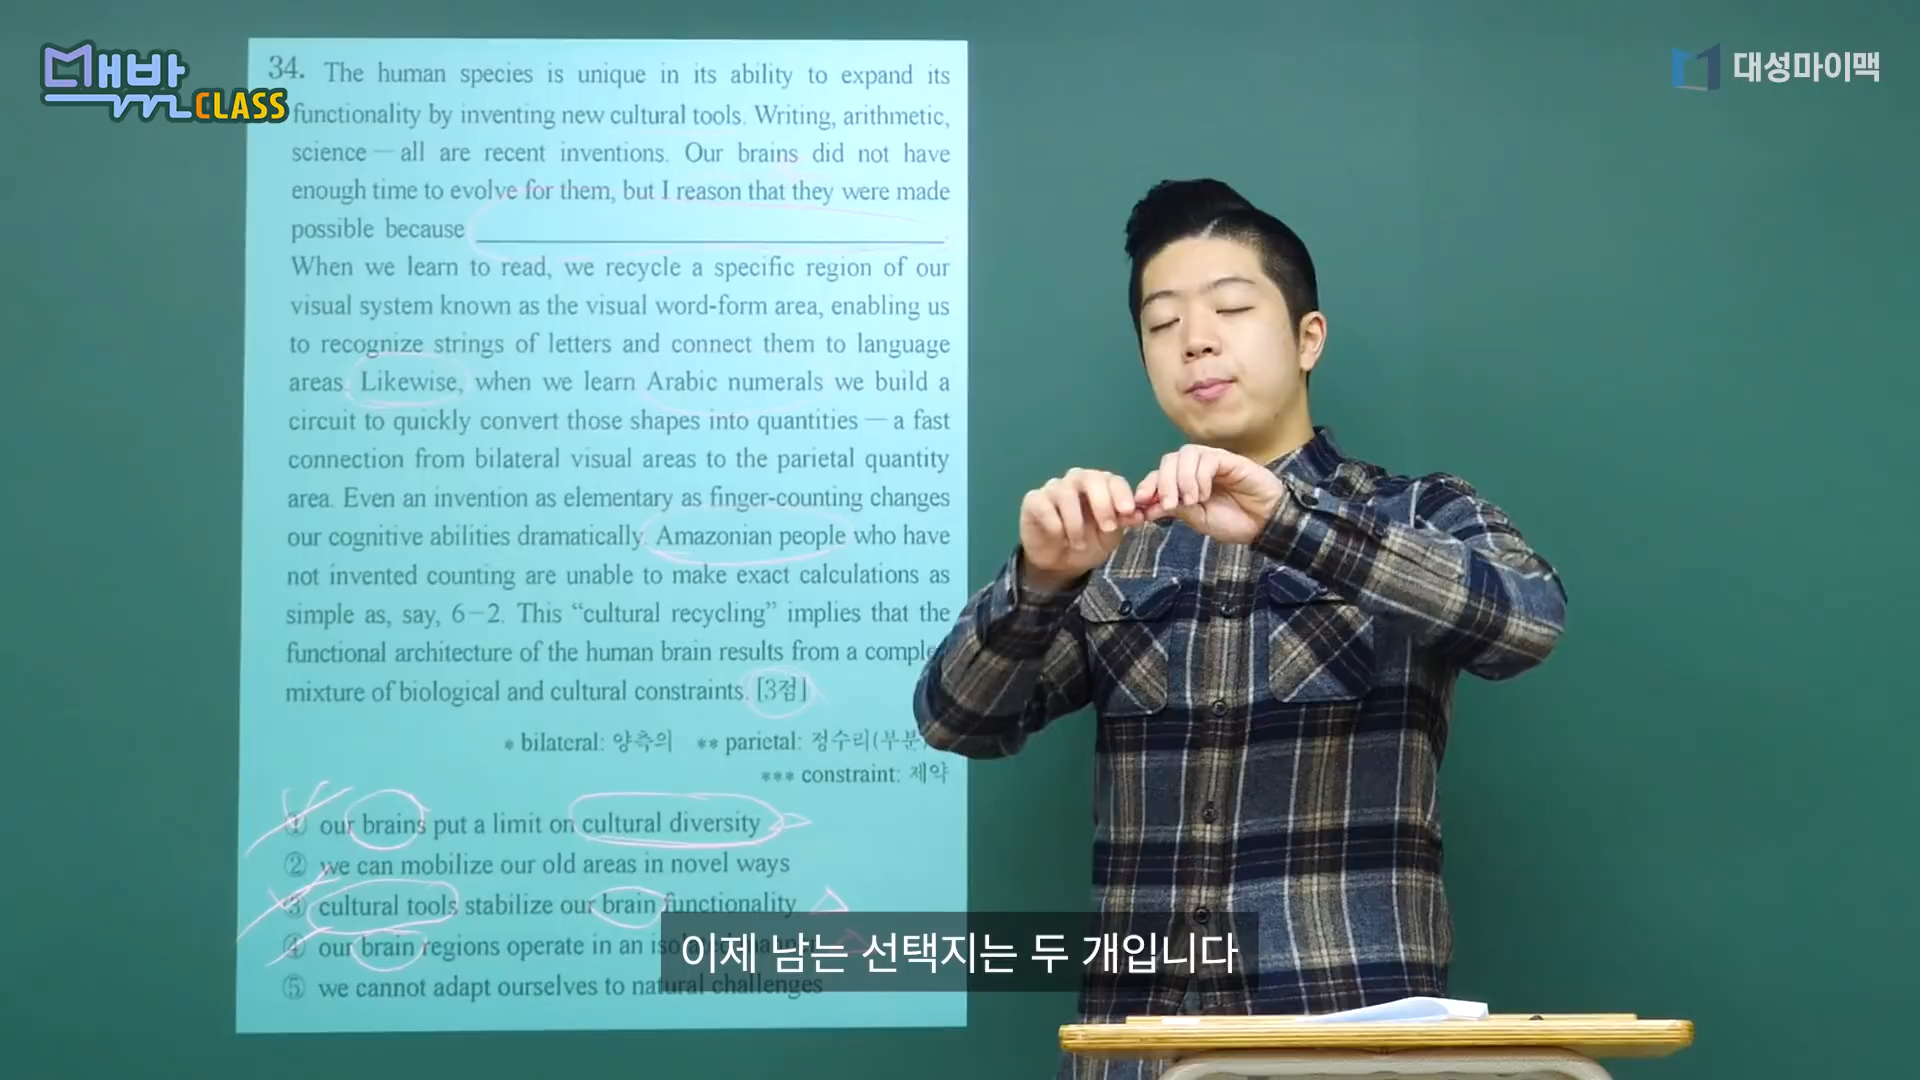 매밥
CLASS
대성마이맥
34. The human species is unique in its ability to expand its
functionality by inventing new cultural tools. Writing, arithmetic,
science — all are recent inventions. Our brains did not have
enough time to evolve for them, but I reason that they were made
possible because
When we learn to read, we recycle a specific region of our
visual system known as the visual word-form area, enabling us
to recognize strings of letters and connect them to language
areas. Likewise, when we learn Arabic numerals we build a
circuit to quickly convert those shapes into quantities — a fast
connection from bilateral visual areas to the parietal quantity
area. Even an invention as elementary as finger-counting changes
our cognitive abilities dramatically. Amazonian people who have
not invented counting are unable to make exact calculations as
simple as, say, 6-2. This “cultural recycling” implies that the
functional architecture of the human brain results from a comple
mixture of biological and cultural constraints. [3점]
* bilateral: 양측의 ** parietal: 정수리(부분)
*** constraint: 제약
① our brains put a limit on cultural diversity
② we can mobilize our old areas in novel ways
③ cultural tools stabilize our brain functionality
④ our brain regions operate in an isolated manner
⑤ we cannot adapt ourselves to natural challenges
이제 남는 선택지는 두 개입니다